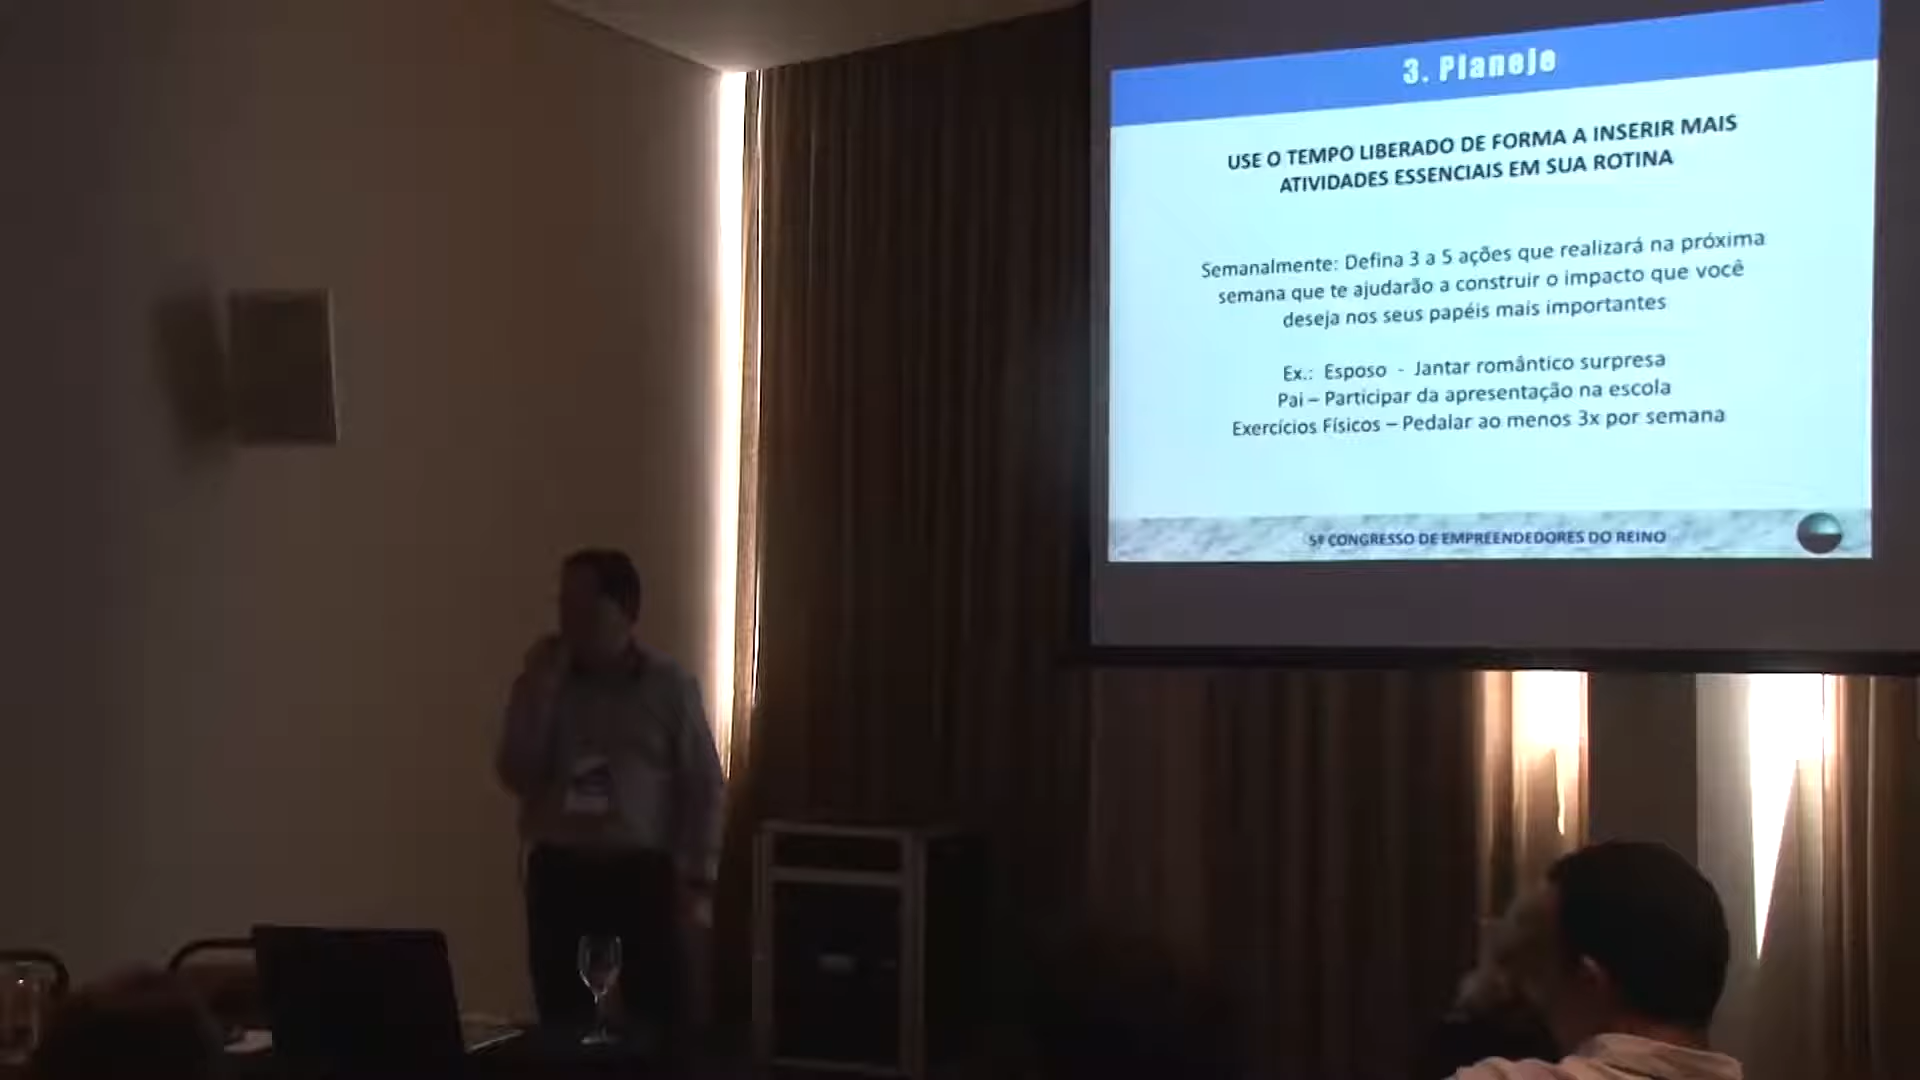 3. Planeje
USE O TEMPO LIBERADO DE FORMA A INSERIR MAIS
ATIVIDADES ESSENCIAIS EM SUA ROTINA
Semanalmente: Defina 3 a 5 ações que realizará na próxima
semana que te ajudarão a construir o impacto que você
deseja nos seus papéis mais importantes
Ex.: Esposo - Jantar romântico surpresa
Pai – Participar da apresentação na escola
Exercícios Físicos – Pedalar ao menos 3x por semana
5º CONGRESSO DE EMPREENDEDORES DO REINO